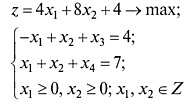 z = 4x₁ + 8x₂ + 4 → max;
−x₁ + x₂ + x₃ = 4;
x₁ + x₂ + x₄ = 7;
x₁ ≥ 0, x₂ ≥ 0; x₁, x₂ ∈ Z